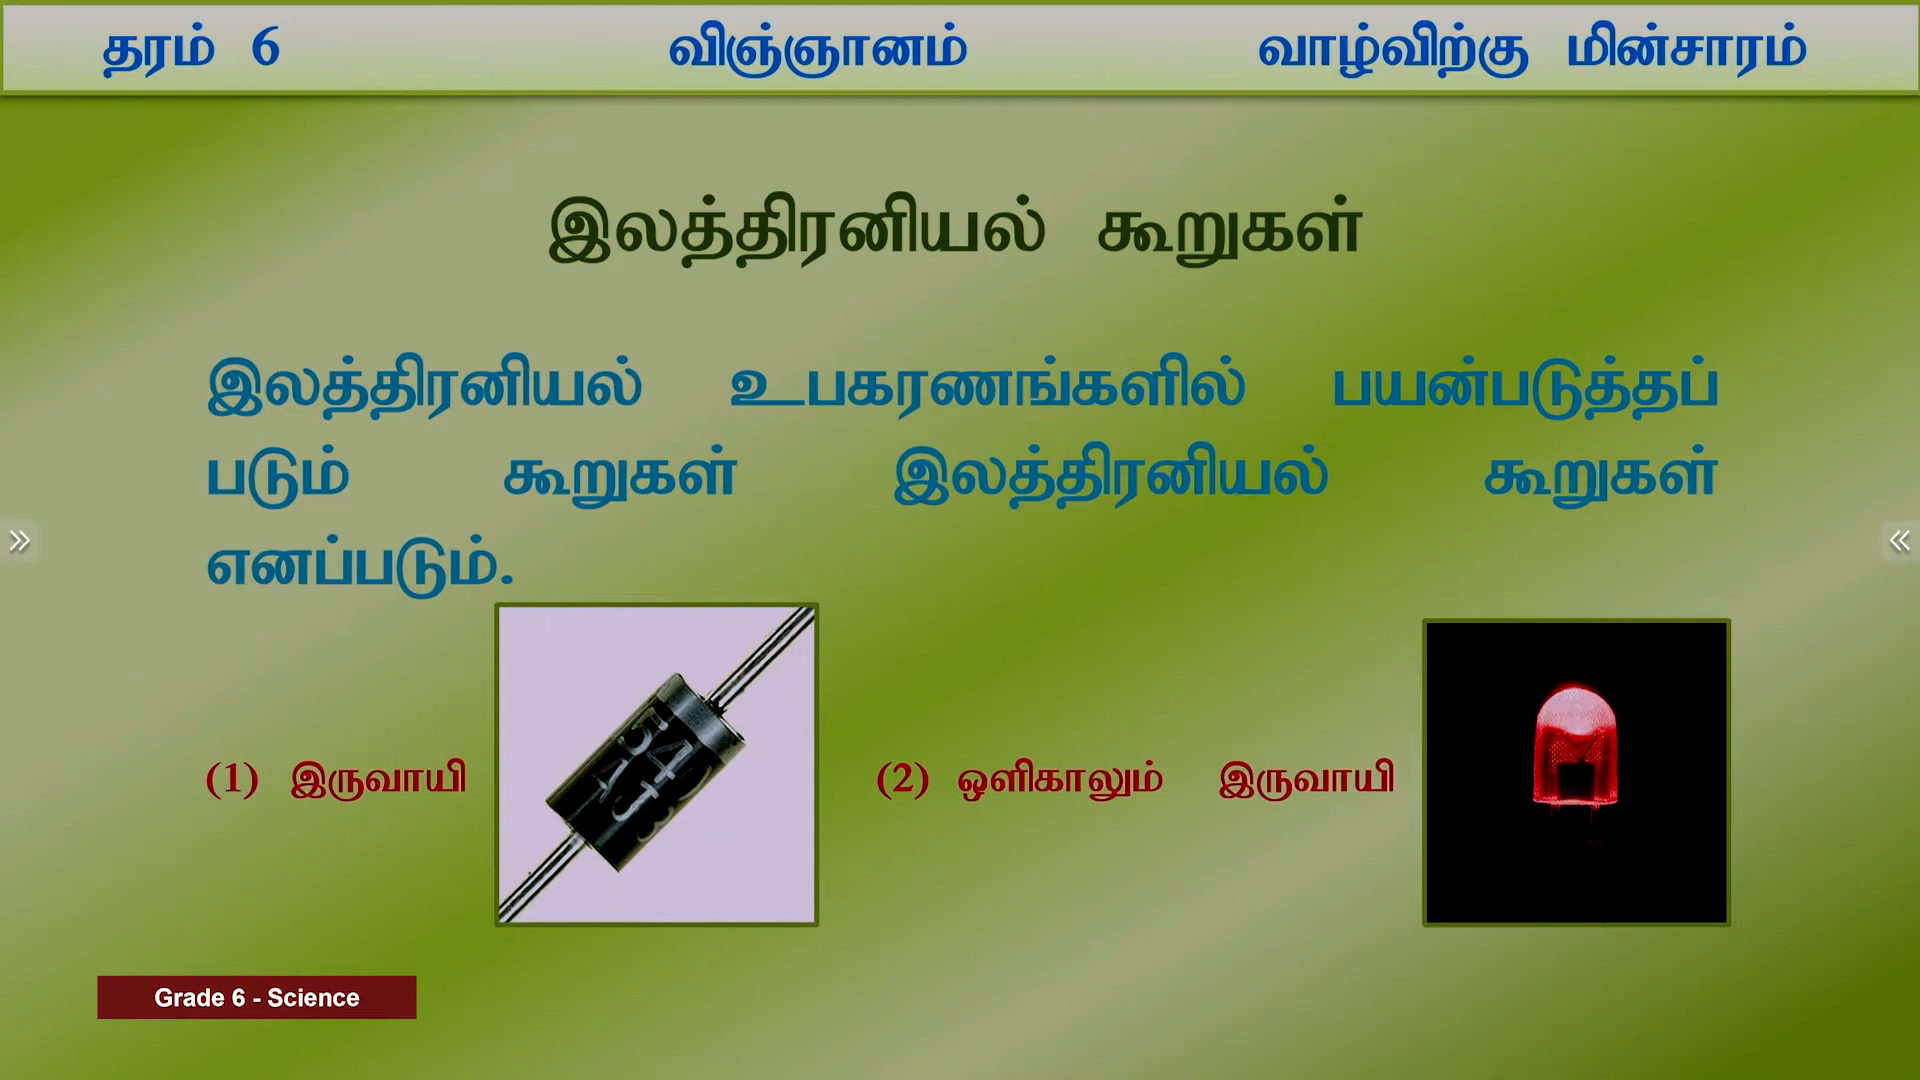 தரம் 6 விஞ்ஞானம் வாழ்விற்கு மின்சாரம்
இலத்திரனியல் கூறுகள்
இலத்திரனியல் உபகரணங்களில் பயன்படுத்தப்
படும் கூறுகள் இலத்திரனியல் கூறுகள்
எனப்படும்.
(1) இருவாயி (2) ஒளிகாலும் இருவாயி
Grade 6 - Science